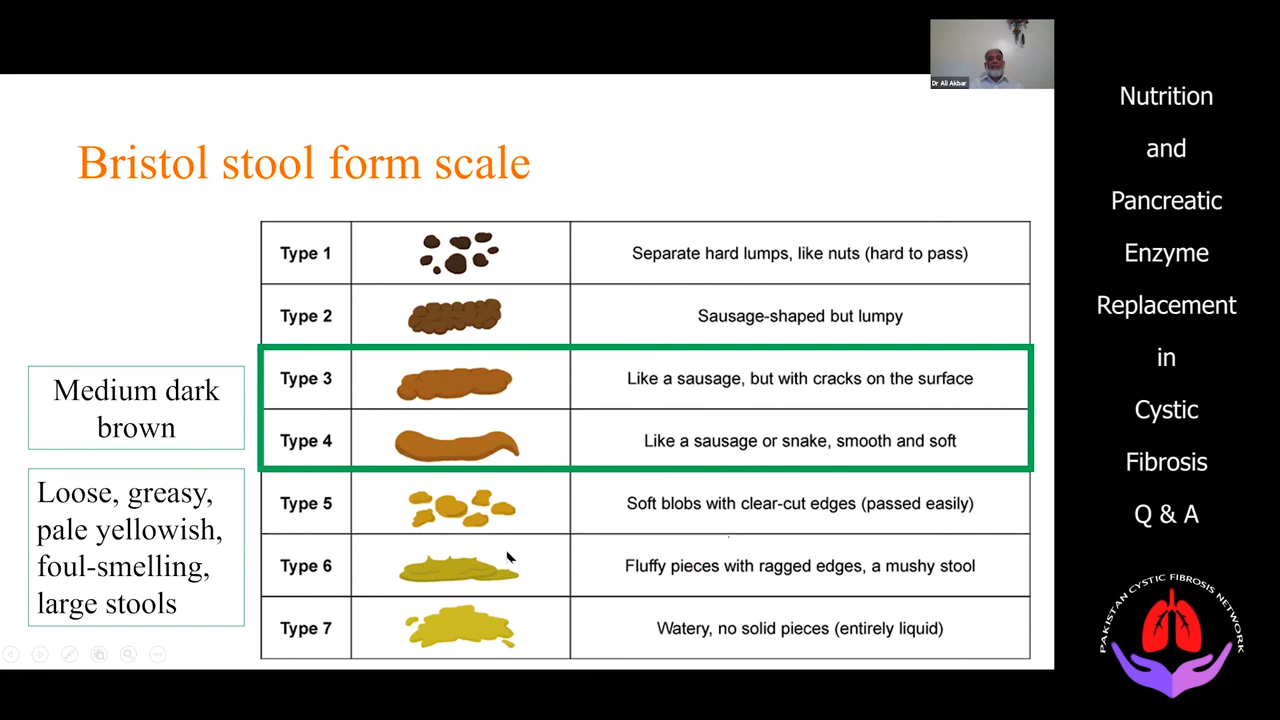 Dr Ali Akbar
Bristol stool form scale
Type 1
Separate hard lumps, like nuts (hard to pass)
Type 2
Sausage-shaped but lumpy
Type 3
Like a sausage, but with cracks on the surface
Type 4
Like a sausage or snake, smooth and soft
Type 5
Soft blobs with clear-cut edges (passed easily)
Type 6
Fluffy pieces with ragged edges, a mushy stool
Type 7
Watery, no solid pieces (entirely liquid)
Medium dark
brown
Loose, greasy,
pale yellowish,
foul-smelling,
large stools
Nutrition
and
Pancreatic
Enzyme
Replacement
in
Cystic
Fibrosis
Q & A
PAKISTAN CYSTIC FIBROSIS NETWORK